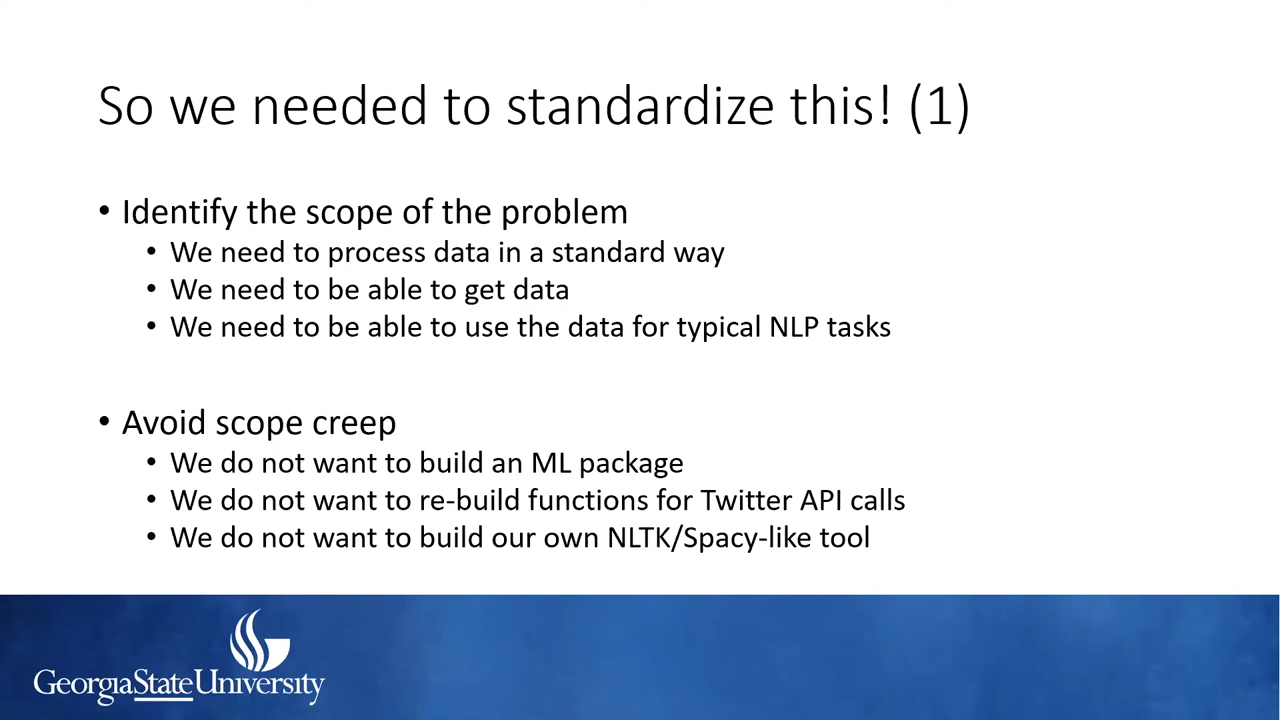 So we needed to standardize this! (1)
• Identify the scope of the problem
• We need to process data in a standard way
• We need to be able to get data
• We need to be able to use the data for typical NLP tasks
• Avoid scope creep
• We do not want to build an ML package
• We do not want to re-build functions for Twitter API calls
• We do not want to build our own NLTK/Spacy-like tool
GeorgiaStateUniversity